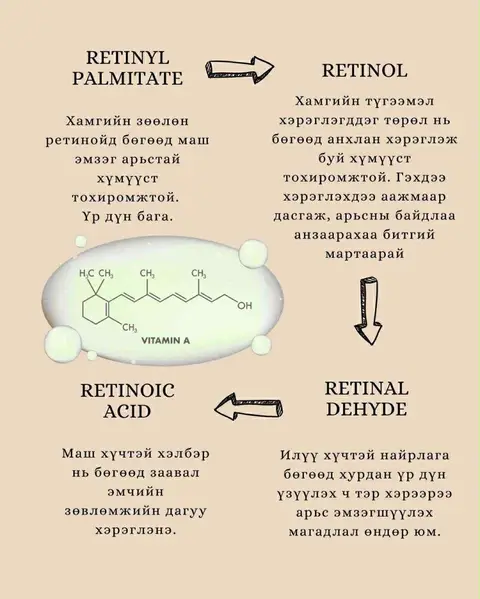 RETINYL
PALMITATE
Хамгийн зөөлөн
ретинойд бөгөөд маш
эмзэг арьстай
хүмүүст
тохиромжтой.
Үр дүн бага.
RETINOL
Хамгийн түгээмэл
хэрэглэгддэг төрөл нь
бөгөөд анхлан хэрэглэж
буй хүмүүст
тохиромжтой. Гэхдээ
хэрэглэхдээ аажмаар
дасгаж, арьсны байдлаа
анзаарахаа битгий
мартаарай
H₃C CH₃
CH₃
CH₃
OH
CH₃
VITAMIN A
RETINAL
DEHYDE
Илүү хүчтэй найрлага
бөгөөд хурдан үр дүн
үзүүлэх ч тэр хэрээрээ
арьс эмзэгшүүлэх
магадлал өндөр юм.
RETINOIC
ACID
Маш хүчтэй хэлбэр
нь бөгөөд заавал
эмчийн
зөвлөмжийн дагуу
хэрэглэнэ.